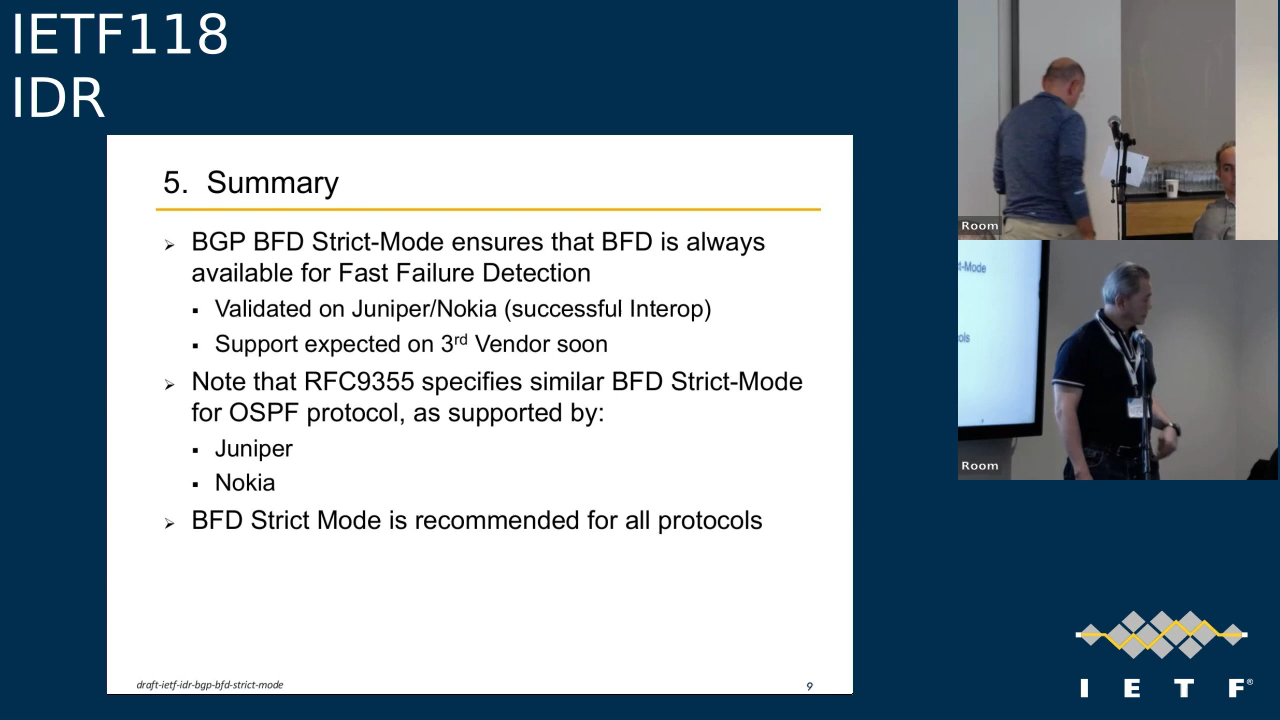 IETF118
IDR
5. Summary
BGP BFD Strict-Mode ensures that BFD is always
available for Fast Failure Detection
Validated on Juniper/Nokia (successful Interop)
Support expected on 3rd Vendor soon
Note that RFC9355 specifies similar BFD Strict-Mode
for OSPF protocol, as supported by:
Juniper
Nokia
BFD Strict Mode is recommended for all protocols
draft-ietf-idr-bgp-bfd-strict-mode
9
Room
t-Mode
ols
Room
I E T F®